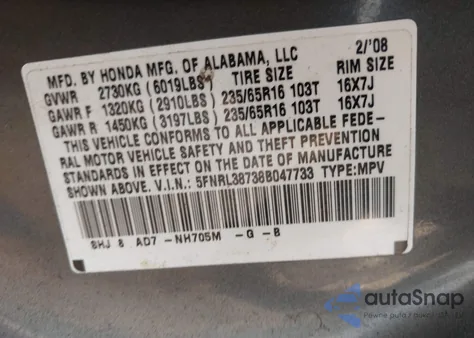 MFD. BY HONDA MFG. OF ALABAMA, LLC 2/'08
GVWR 2730KG (6019LBS) TIRE SIZE RIM SIZE
GAWR F 1320KG (2910LBS) 235/65R16 103T 16X7J
GAWR R 1450KG (3197LBS) 235/65R16 103T 16X7J
THIS VEHICLE CONFORMS TO ALL APPLICABLE FEDE-
RAL MOTOR VEHICLE SAFETY AND THEFT PREVENTION
STANDARDS IN EFFECT ON THE DATE OF MANUFACTURE
SHOWN ABOVE. V.I.N.: 5FNRL38738B047733 TYPE:MPV
SHJ 8 AD7 -NH705M -G -B
autoSnap